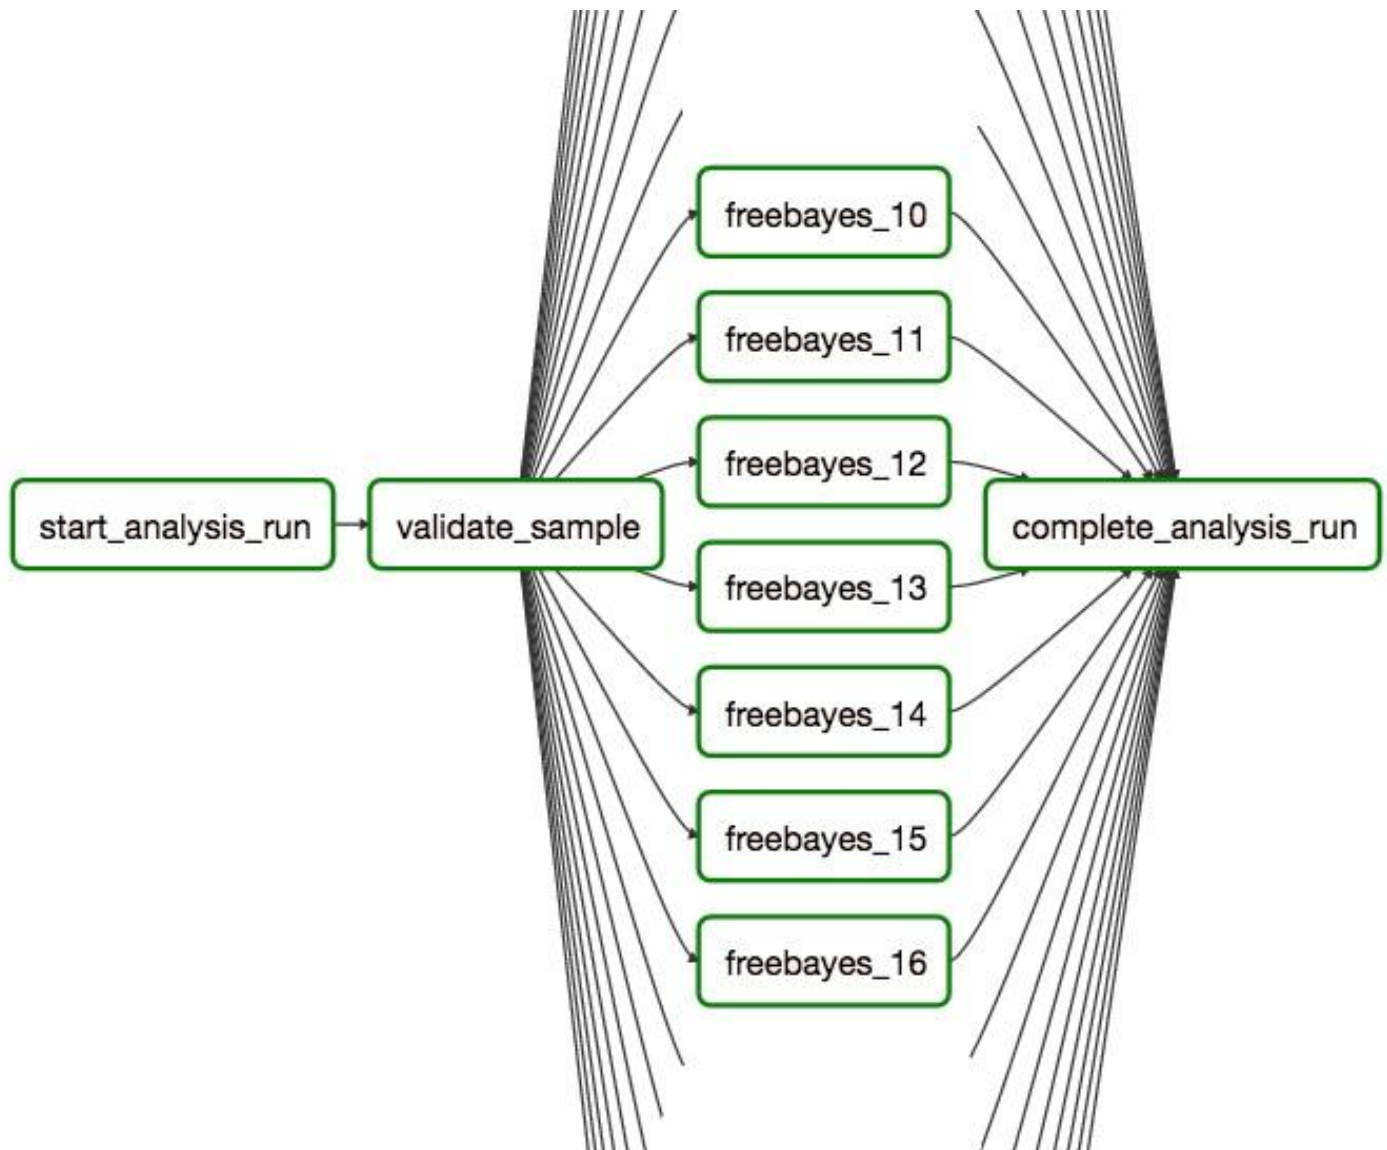 freebayes_10
freebayes_11
freebayes_12
start_analysis_run
validate_sample
complete_analysis_run
freebayes_13
freebayes_14
freebayes_15
freebayes_16